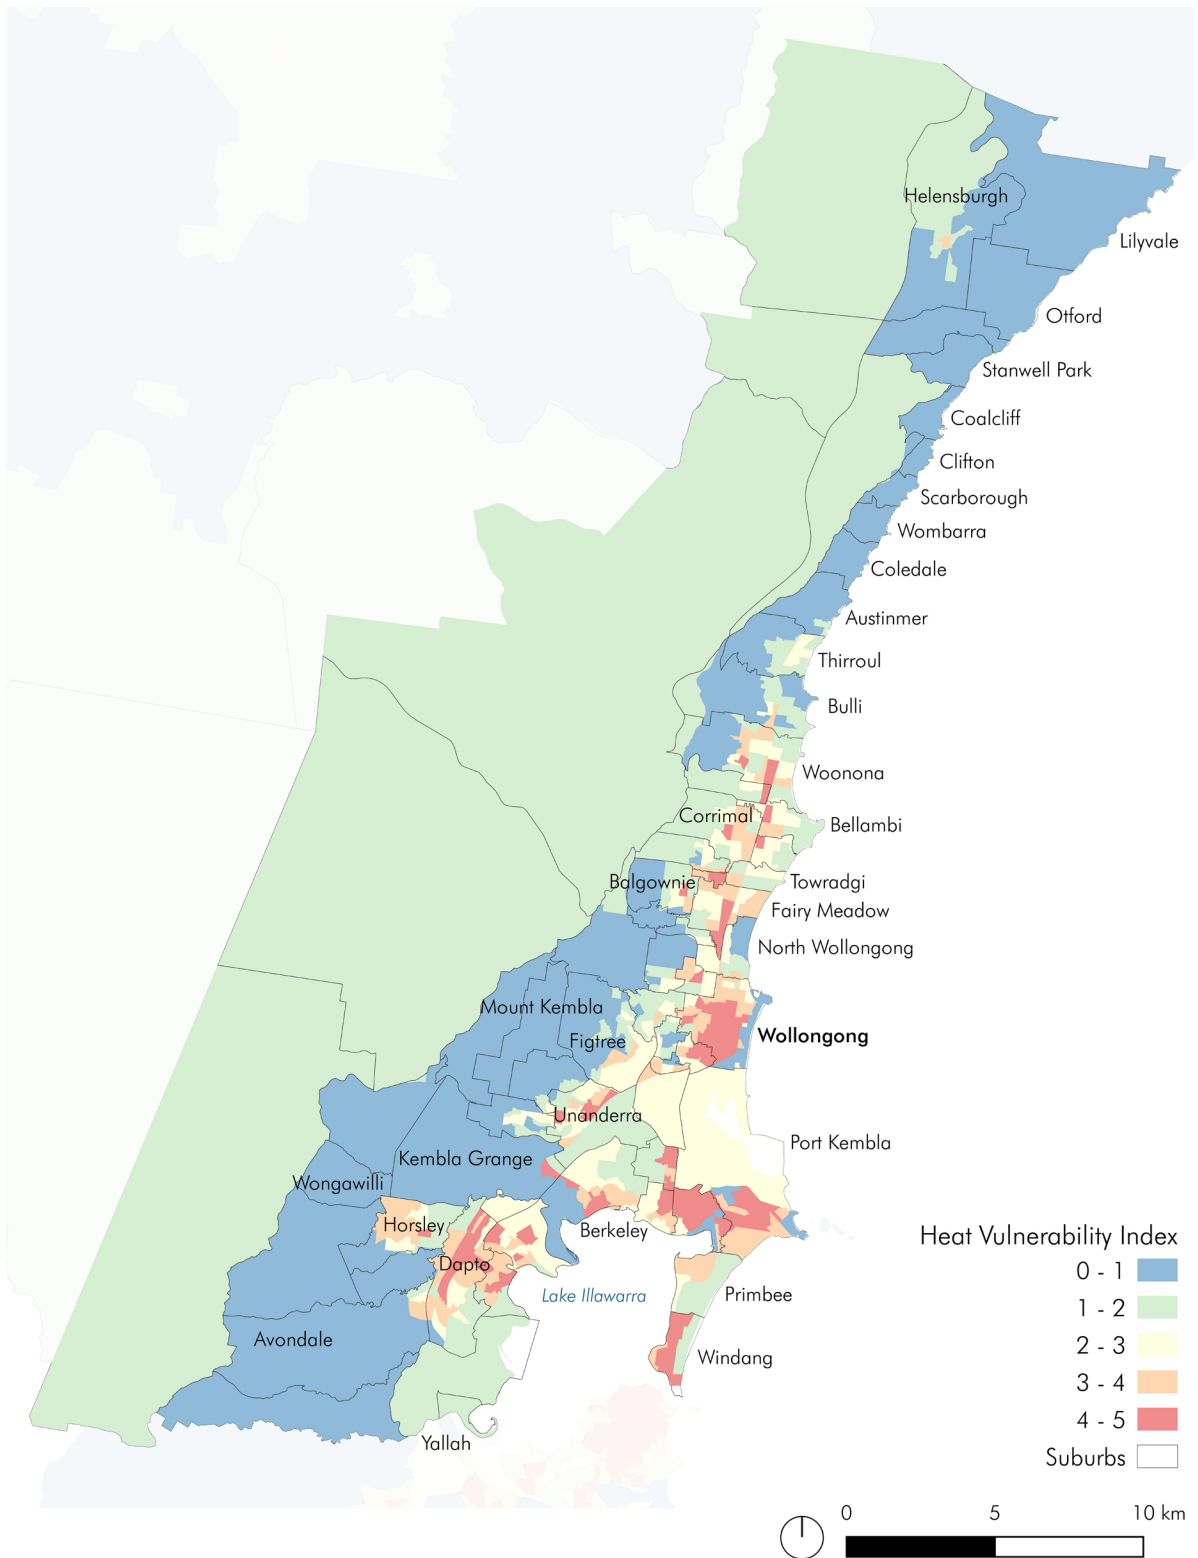 Helensburgh
Lilyvale
Otford
Stanwell Park
Coalcliff
Clifton
Scarborough
Wombarra
Coledale
Austinmer
Thirroul
Bulli
Woonona
Corrimal
Bellambi
Balgownie
Towradgi
Fairy Meadow
North Wollongong
Mount Kembla
Figtree
Wollongong
Unanderra
Port Kembla
Kembla Grange
Wongawilli
Horsley
Berkeley
Dapto
Lake Illawarra
Primbee
Avondale
Windang
Yallah
Heat Vulnerability Index
0 - 1
1 - 2
2 - 3
3 - 4
4 - 5
Suburbs
0 5 10 km